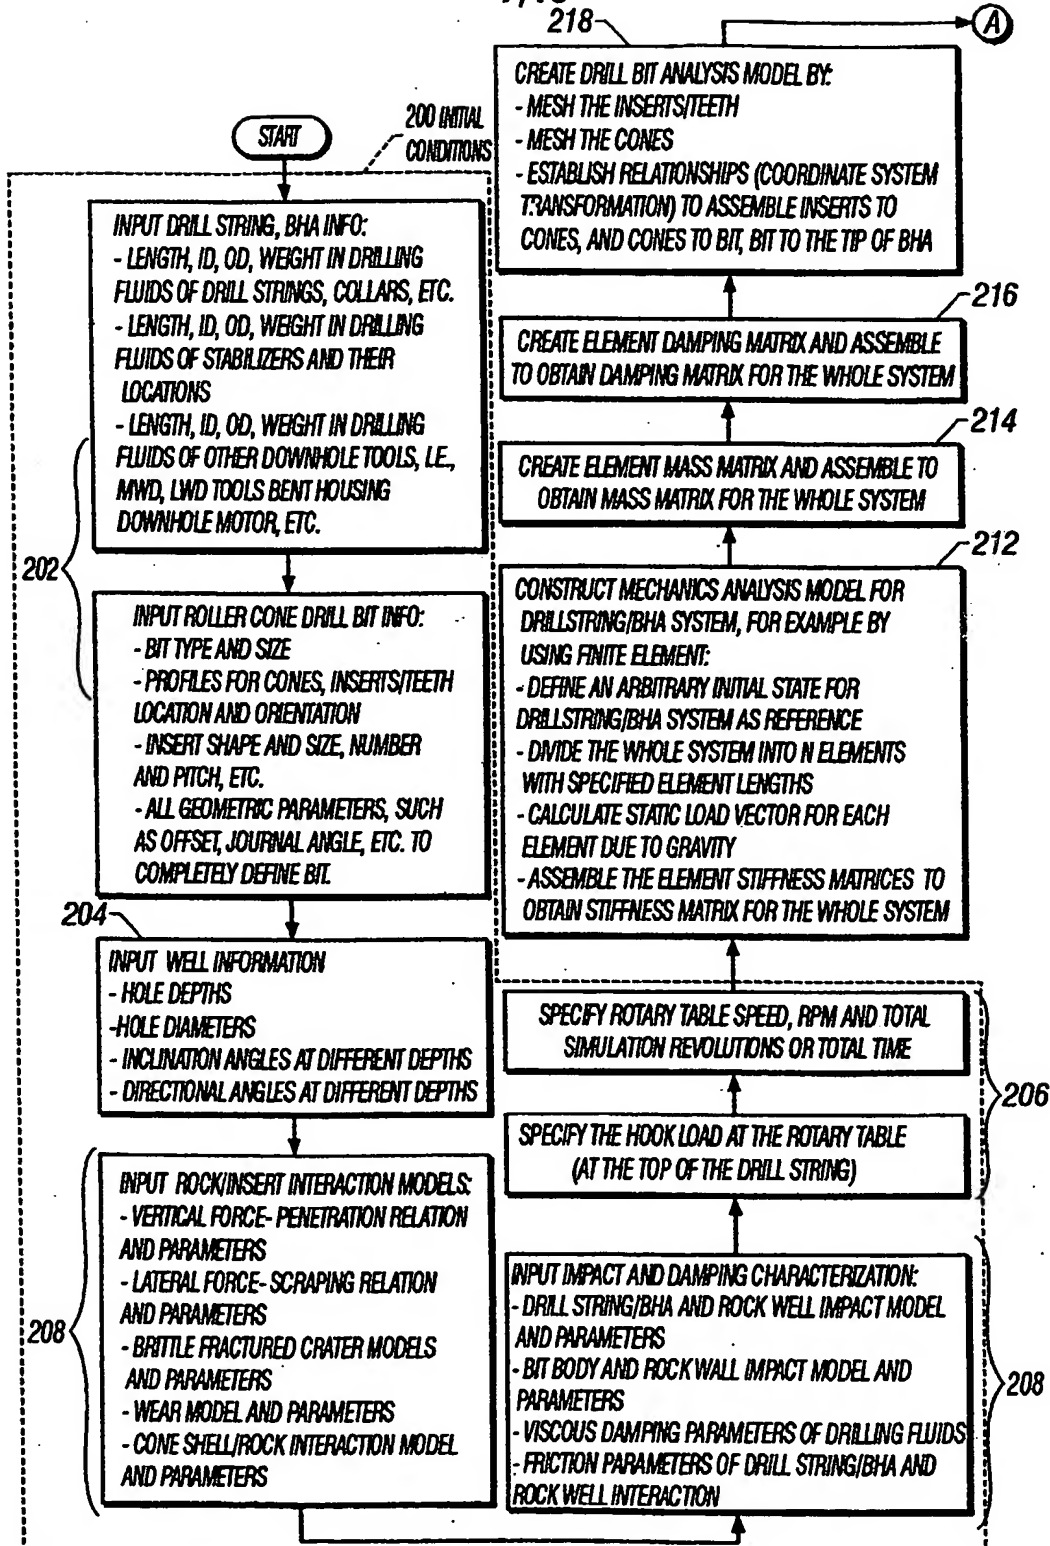 START
200 INITIAL
CONDITIONS
INPUT DRILL STRING, BHA INFO:
- LENGTH, ID, OD, WEIGHT IN DRILLING
FLUIDS OF DRILL STRINGS, COLLARS, ETC.
- LENGTH, ID, OD, WEIGHT IN DRILLING
FLUIDS OF STABILIZERS AND THEIR
LOCATIONS
- LENGTH, ID, OD, WEIGHT IN DRILLING
FLUIDS OF OTHER DOWNHOLE TOOLS, I.E.,
MWD, LWD TOOLS BENT HOUSING
DOWNHOLE MOTOR, ETC.
202
INPUT ROLLER CONE DRILL BIT INFO:
- BIT TYPE AND SIZE
- PROFILES FOR CONES, INSERTS/TEETH
LOCATION AND ORIENTATION
- INSERT SHAPE AND SIZE, NUMBER
AND PITCH, ETC.
- ALL GEOMETRIC PARAMETERS, SUCH
AS OFFSET, JOURNAL ANGLE, ETC. TO
COMPLETELY DEFINE BIT.
204
INPUT WELL INFORMATION
- HOLE DEPTHS
-HOLE DIAMETERS
- INCLINATION ANGLES AT DIFFERENT DEPTHS
- DIRECTIONAL ANGLES AT DIFFERENT DEPTHS
208
INPUT ROCK/INSERT INTERACTION MODELS:
- VERTICAL FORCE- PENETRATION RELATION
AND PARAMETERS
- LATERAL FORCE- SCRAPING RELATION
AND PARAMETERS
- BRITTLE FRACTURED CRATER MODELS
AND PARAMETERS
- WEAR MODEL AND PARAMETERS
- CONE SHELL/ROCK INTERACTION MODEL
AND PARAMETERS
INPUT IMPACT AND DAMPING CHARACTERIZATION:
- DRILL STRING/BHA AND ROCK WELL IMPACT MODEL
AND PARAMETERS
- BIT BODY AND ROCK WALL IMPACT MODEL AND
PARAMETERS
- VISCOUS DAMPING PARAMETERS OF DRILLING FLUIDS
- FRICTION PARAMETERS OF DRILL STRING/BHA AND
ROCK WELL INTERACTION
208
SPECIFY THE HOOK LOAD AT THE ROTARY TABLE
(AT THE TOP OF THE DRILL STRING)
SPECIFY ROTARY TABLE SPEED, RPM AND TOTAL
SIMULATION REVOLUTIONS OR TOTAL TIME
206
212
CONSTRUCT MECHANICS ANALYSIS MODEL FOR
DRILLSTRING/BHA SYSTEM, FOR EXAMPLE BY
USING FINITE ELEMENT:
- DEFINE AN ARBITRARY INITIAL STATE FOR
DRILLSTRING/BHA SYSTEM AS REFERENCE
- DIVIDE THE WHOLE SYSTEM INTO N ELEMENTS
WITH SPECIFIED ELEMENT LENGTHS
- CALCULATE STATIC LOAD VECTOR FOR EACH
ELEMENT DUE TO GRAVITY
- ASSEMBLE THE ELEMENT STIFFNESS MATRICES TO
OBTAIN STIFFNESS MATRIX FOR THE WHOLE SYSTEM
214
CREATE ELEMENT MASS MATRIX AND ASSEMBLE TO
OBTAIN MASS MATRIX FOR THE WHOLE SYSTEM
216
CREATE ELEMENT DAMPING MATRIX AND ASSEMBLE
TO OBTAIN DAMPING MATRIX FOR THE WHOLE SYSTEM
218
CREATE DRILL BIT ANALYSIS MODEL BY:
- MESH THE INSERTS/TEETH
- MESH THE CONES
- ESTABLISH RELATIONSHIPS (COORDINATE SYSTEM
TRANSFORMATION) TO ASSEMBLE INSERTS TO
CONES, AND CONES TO BIT, BIT TO THE TIP OF BHA
A